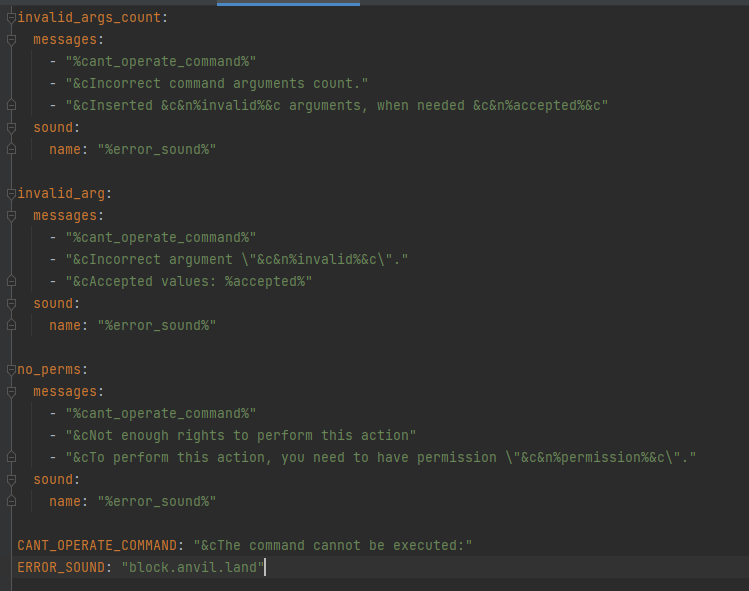 invalid_args_count:
  messages:
    - "%cant_operate_command%"
    - "&cIncorrect command arguments count."
    - "&cInserted &c&n%invalid%&c arguments, when needed &c&n%accepted%&c"
  sound:
    name: "%error_sound%"

invalid_arg:
  messages:
    - "%cant_operate_command%"
    - "&cIncorrect argument \"&c&n%invalid%&c\"."
    - "&cAccepted values: %accepted%"
  sound:
    name: "%error_sound%"

no_perms:
  messages:
    - "%cant_operate_command%"
    - "&cNot enough rights to perform this action"
    - "&cTo perform this action, you need to have permission \"&c&n%permission%&c\"."
  sound:
    name: "%error_sound%"

CANT_OPERATE_COMMAND: "&cThe command cannot be executed:"
ERROR_SOUND: "block.anvil.land"